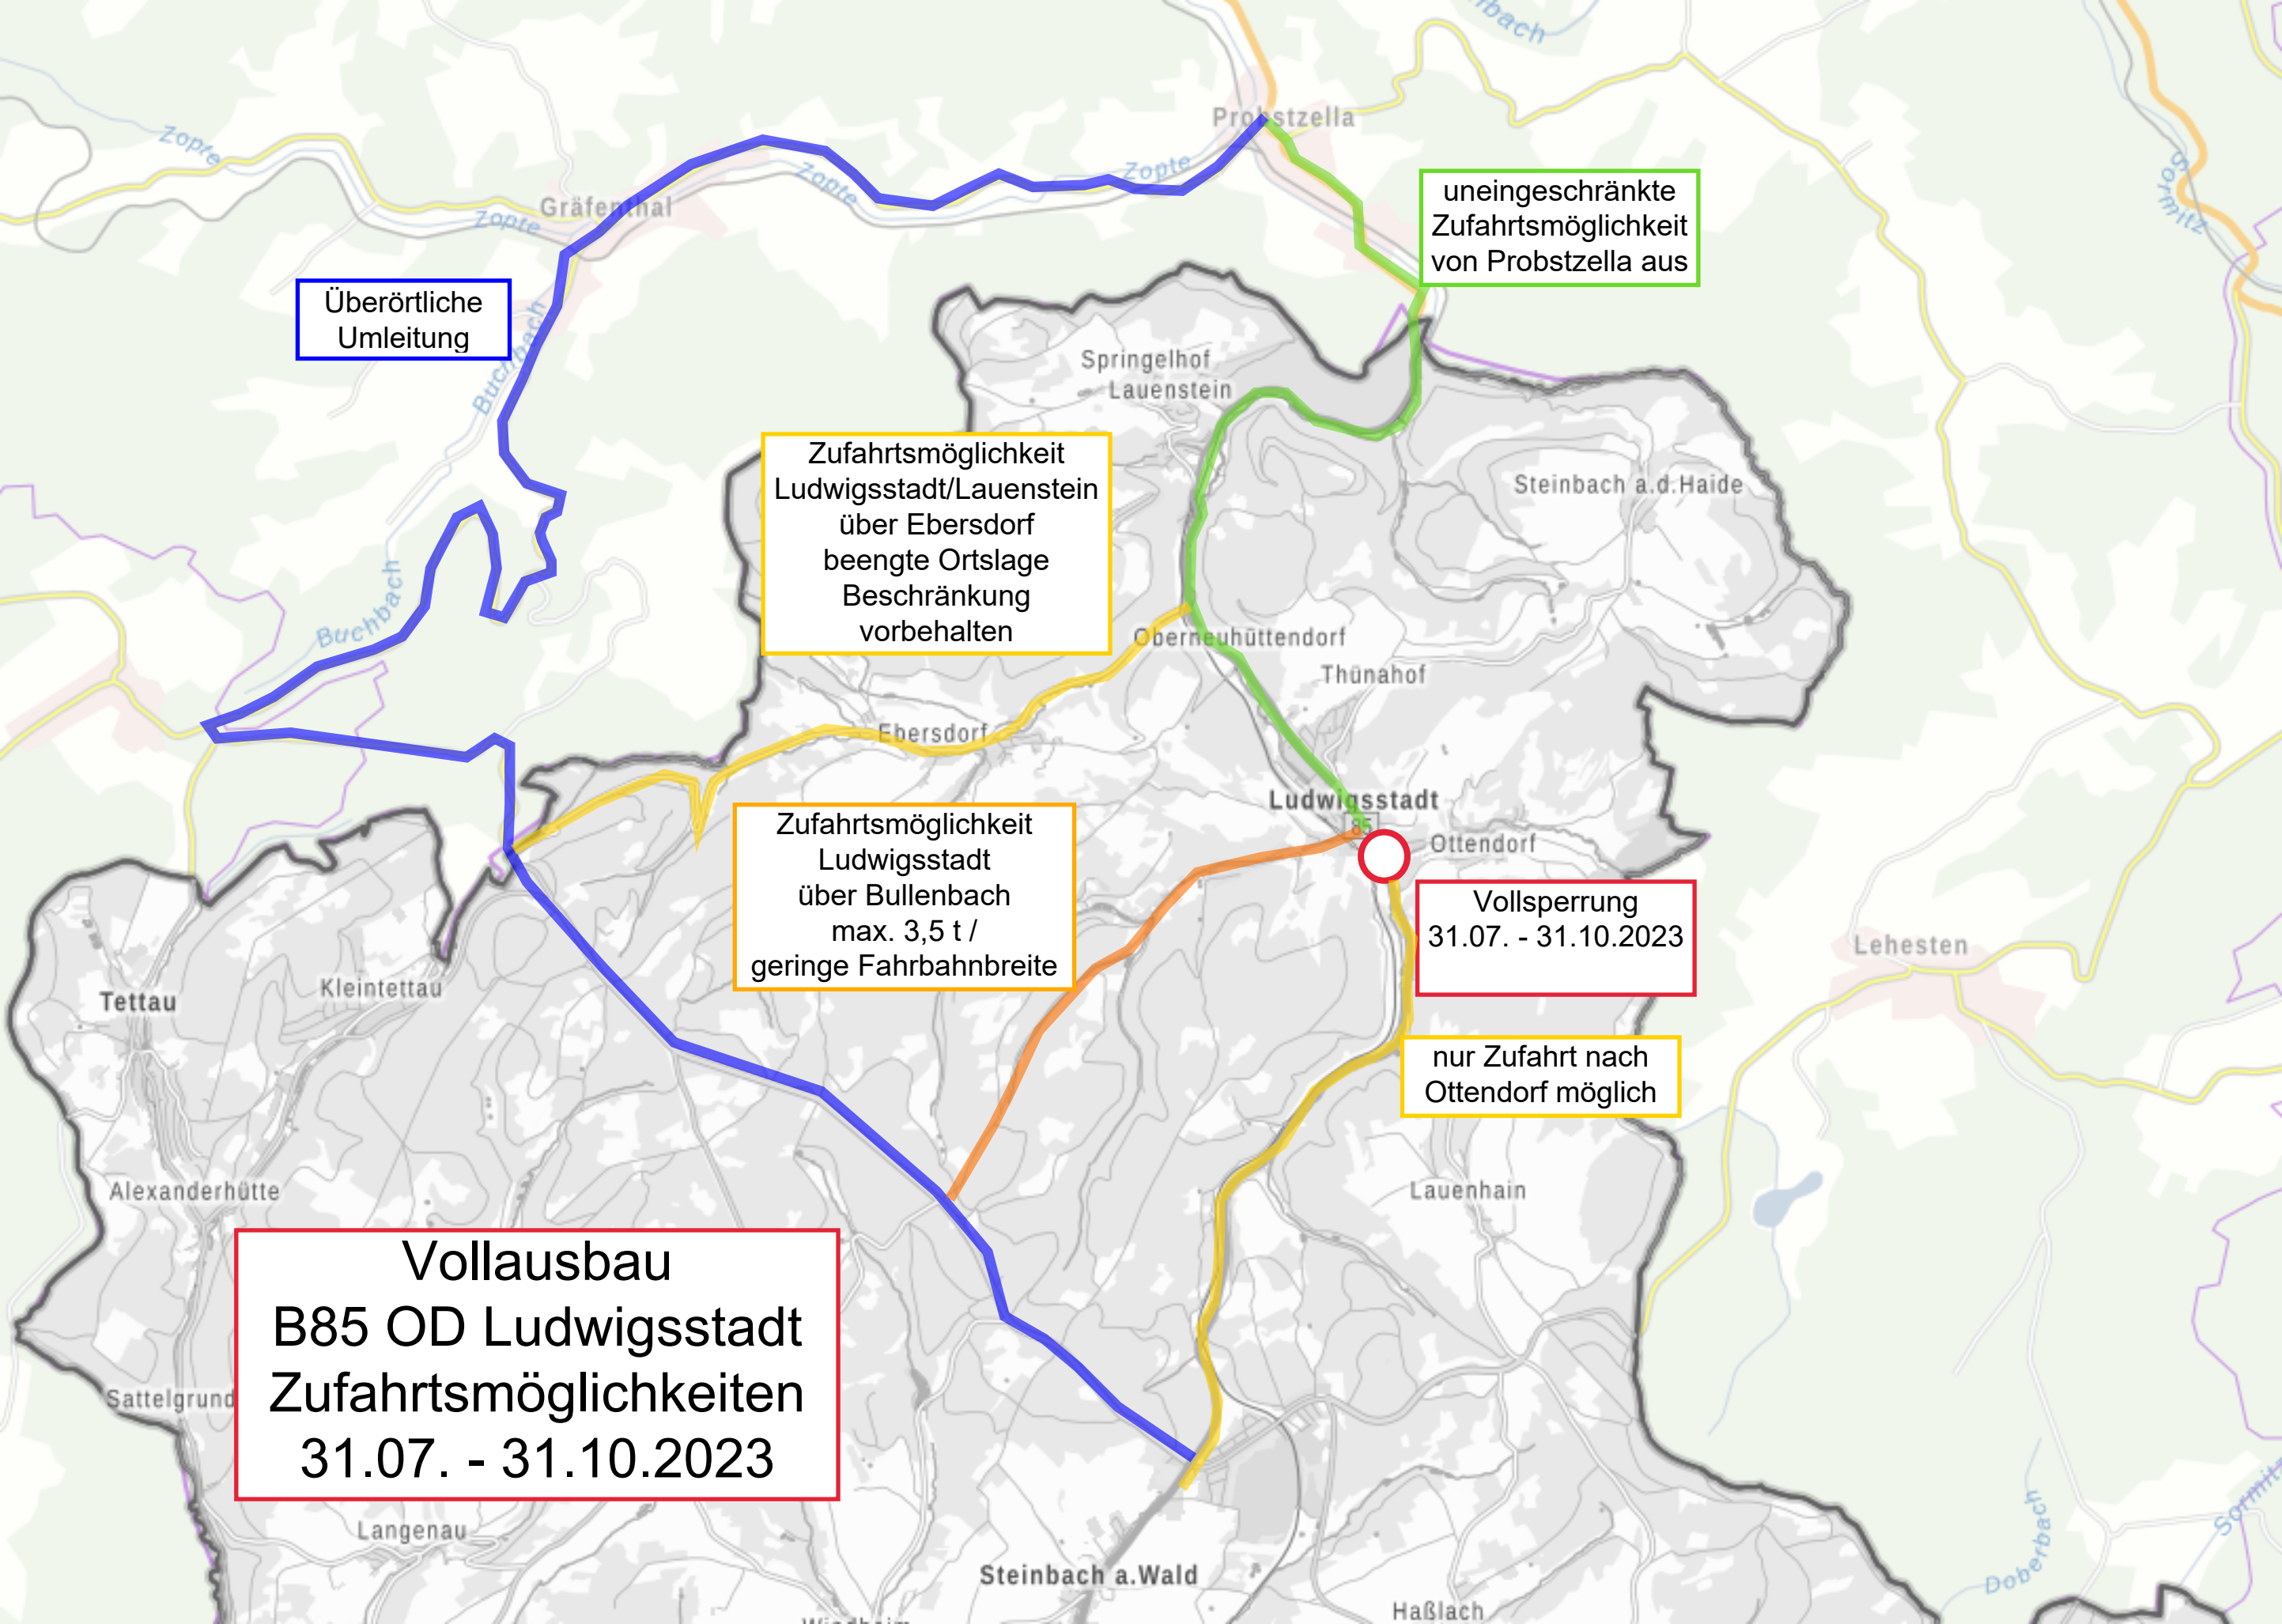 rbach
Probstzella
Zopte
Zopte
Zopte
Zopte
Gräfenthal
Sormitz
uneingeschränkte
Zufahrtsmöglichkeit
von Probstzella aus
Überörtliche
Umleitung
Buchbach
Springelhof
Lauenstein
Zufahrtsmöglichkeit
Ludwigsstadt/Lauenstein
über Ebersdorf
beengte Ortslage
Beschränkung
vorbehalten
Steinbach a.d.Haide
Buchbach
Oberneuhüttendorf
Thünahof
Ebersdorf
Ludwigsstadt
85
Ottendorf
Zufahrtsmöglichkeit
Ludwigsstadt
über Bullenbach
max. 3,5 t /
geringe Fahrbahnbreite
Vollsperrung
31.07. - 31.10.2023
Lehesten
Kleintettau
Tettau
nur Zufahrt nach
Ottendorf möglich
Alexanderhütte
Lauenhain
Vollausbau
B85 OD Ludwigsstadt
Zufahrtsmöglichkeiten
31.07. - 31.10.2023
Sattelgrund
Langenau
Steinbach a.Wald
Haßlach
Doberbach
Sormitz